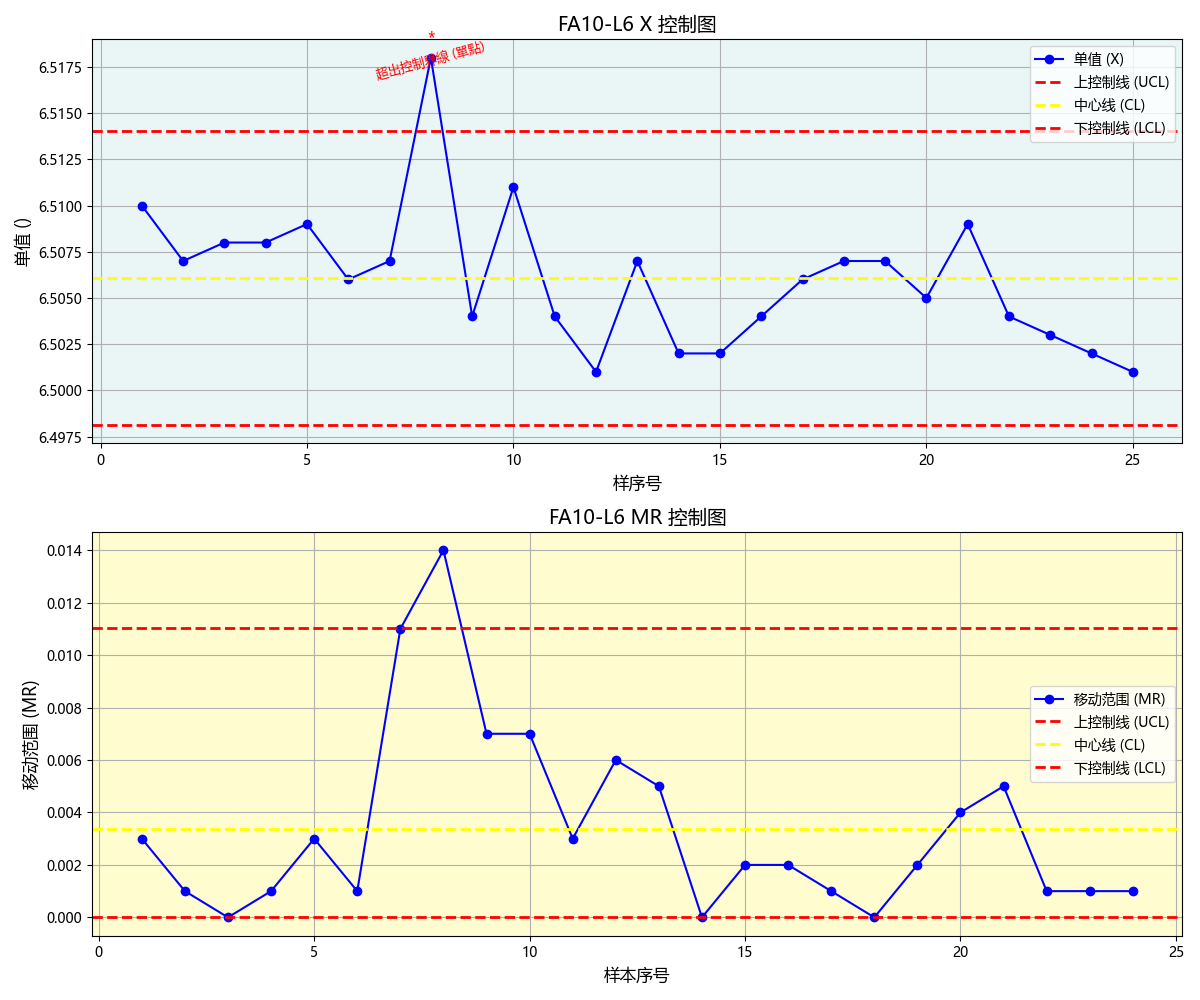 FA10-L6 X 控制图
*
超出控制界線 (單點)
单值 (X)
上控制线 (UCL)
中心线 (CL)
下控制线 (LCL)
单值 ()
6.5175
6.5150
6.5125
6.5100
6.5075
6.5050
6.5025
6.5000
6.4975
0 5 10 15 20 25
样序号
FA10-L6 MR 控制图
移动范围 (MR)
上控制线 (UCL)
中心线 (CL)
下控制线 (LCL)
移动范围 (MR)
0.014
0.012
0.010
0.008
0.006
0.004
0.002
0.000
0 5 10 15 20 25
样本序号